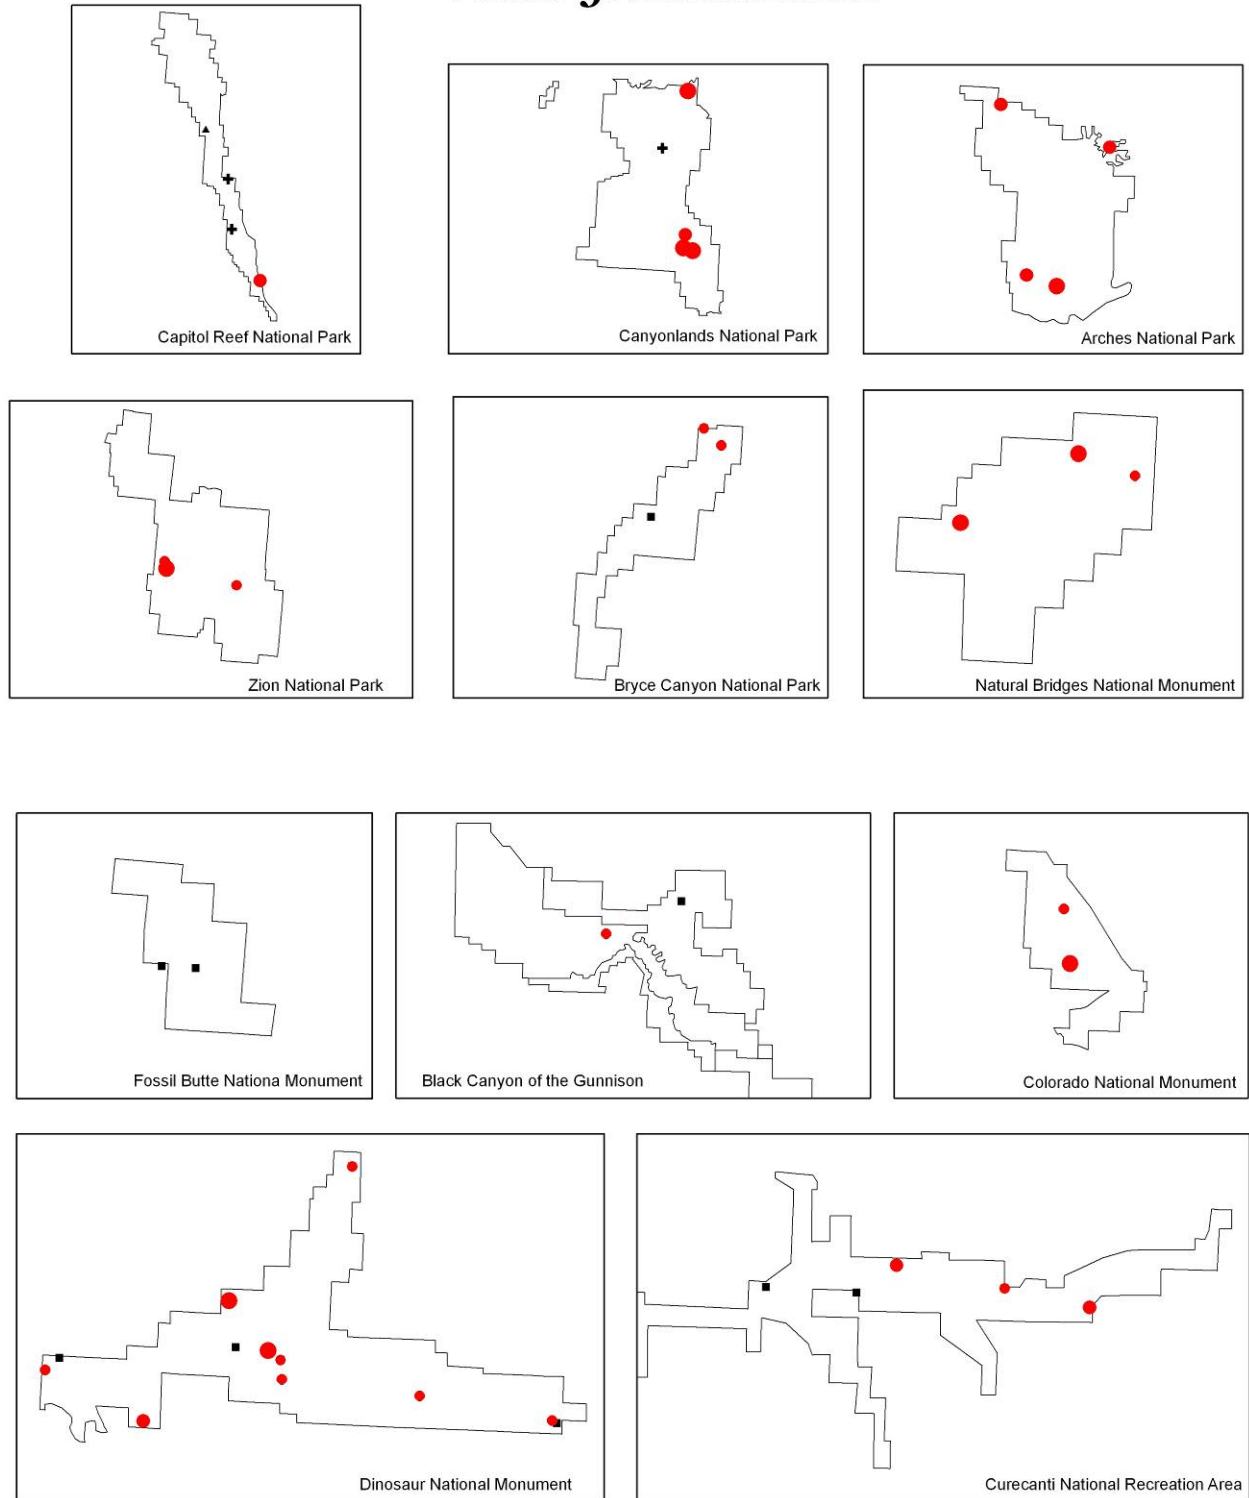 Capitol Reef National Park
Canyonlands National Park
Arches National Park
Zion National Park
Bryce Canyon National Park
Natural Bridges National Monument
Fossil Butte Nationa Monument
Black Canyon of the Gunnison
Colorado National Monument
Dinosaur National Monument
Curecanti National Recreation Area